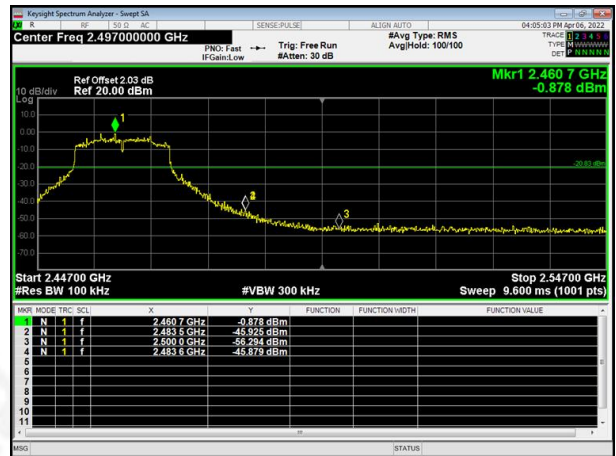 Keysight Spectrum Analyzer - Swept SA
R RF 50 Ω AC SENSE:PULSE ALIGN AUTO 04:05:03 PM Apr 06, 2022
Center Freq 2.497000000 GHz
PNO: Fast
IFGain:Low
Trig: Free Run
#Atten: 30 dB
#Avg Type: RMS
Avg|Hold: 100/100
TRACE 1 2 3 4 5 6
TYPE M WWWWW
DET P N N N N N
Ref Offset 2.03 dB
10 dB/div Ref 20.00 dBm
Log
Mkr1 2.460 7 GHz
-0.878 dBm
10.0
0.00
-10.0
-20.0
-30.0
-40.0
-50.0
-60.0
-70.0
1
3
-20.83 dBm
Start 2.44700 GHz
#Res BW 100 kHz
#VBW 300 kHz
Stop 2.54700 GHz
Sweep 9.600 ms (1001 pts)
MKR MODE TRC SCL X Y FUNCTION FUNCTION WIDTH FUNCTION VALUE
1 N 1 f 2.460 7 GHz -0.878 dBm
2 N 1 f 2.483 5 GHz -45.925 dBm
3 N 1 f 2.500 0 GHz -56.294 dBm
4 N 1 f 2.483 6 GHz -45.879 dBm
5
6
7
8
9
10
11
MSG STATUS